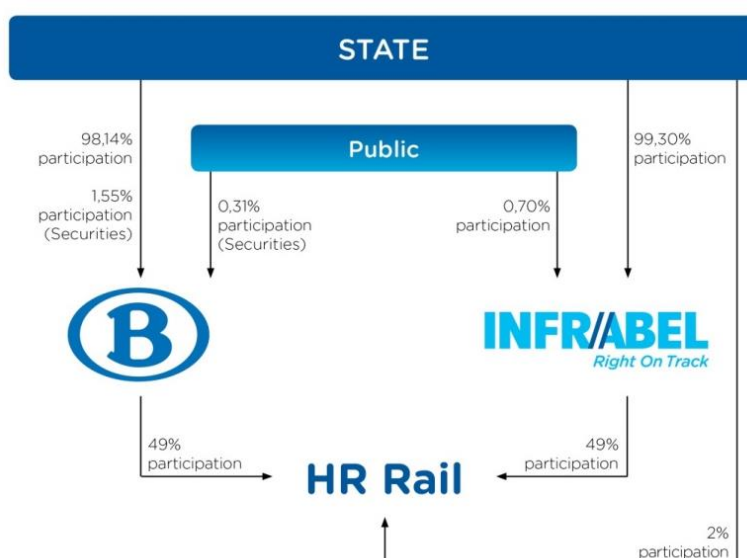 STATE
98,14%
participation
1,55%
participation
(Securities)
Public
99,30%
participation
0,31%
participation
(Securities)
0,70%
participation
B
INFRABEL
Right On Track
49%
participation
HR Rail
49%
participation
2%
participation